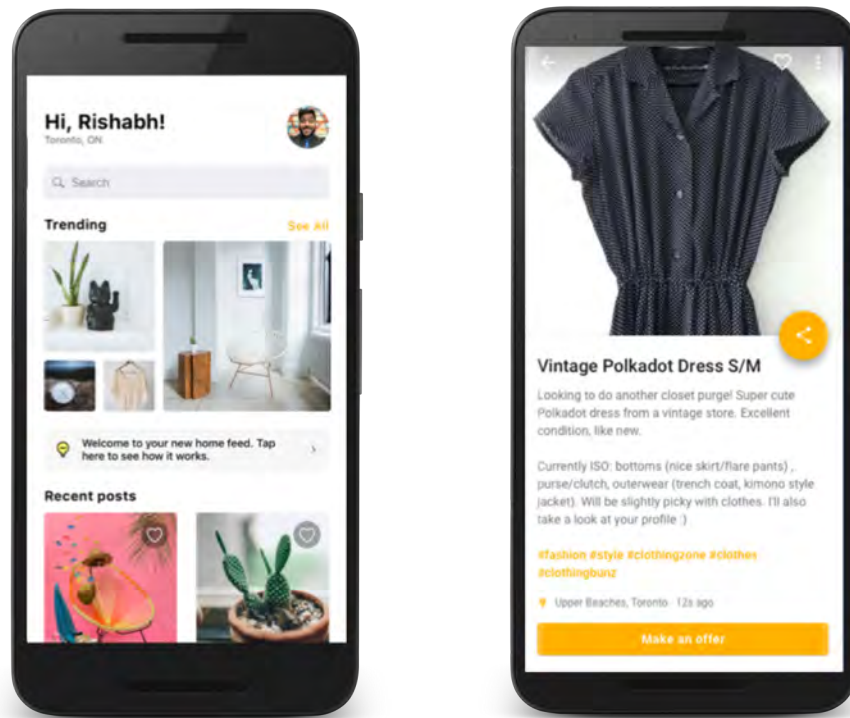 Hi, Rishabh!
Toronto, ON
Search
Trending
See All
Welcome to your new home feed. Tap
here to see how it works.
Recent posts
Vintage Polkadot Dress S/M
Looking to do another closet purge! Super cute
Polkadot dress from a vintage store. Excellent
condition, like new.
Currently ISO: bottoms (nice skirt/flare pants) ,
purse/clutch, outerwear (trench coat, kimono style
jacket). Will be slightly picky with clothes. I'll also
take a look at your profile :)
#fashion #style #clothingzone #clothes
#clothingbunz
Upper Beaches, Toronto · 12s ago
Make an offer